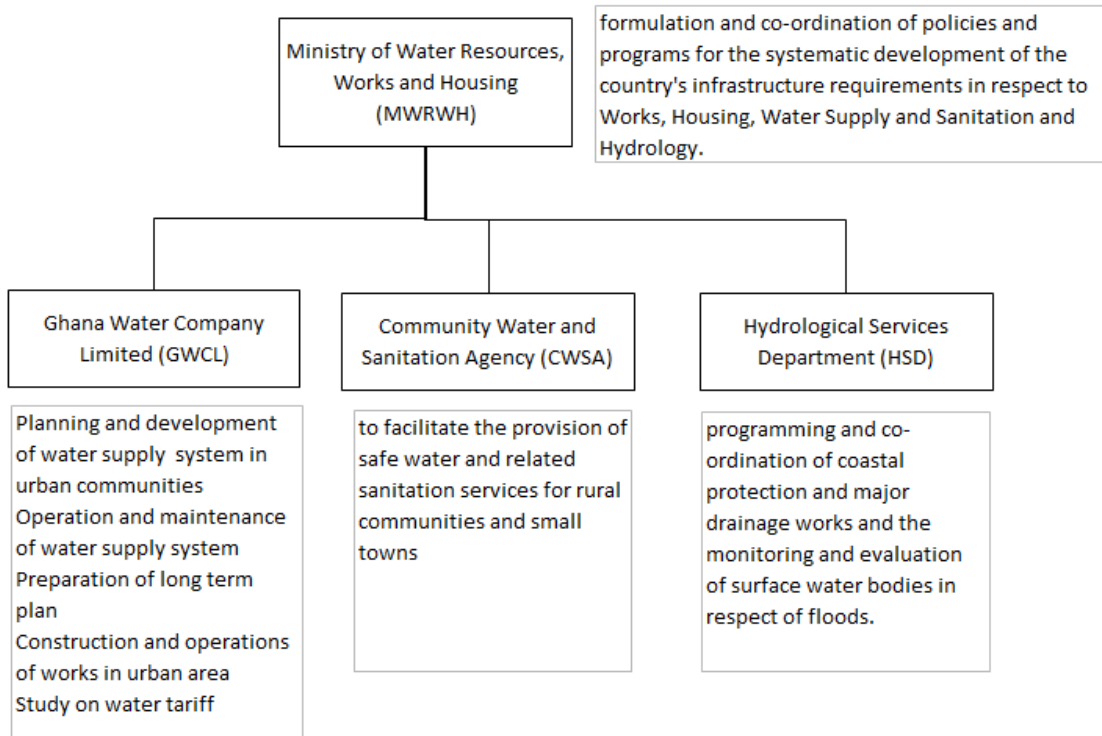 Ministry of Water Resources,
Works and Housing
(MWRWH)
formulation and co-ordination of policies and
programs for the systematic development of the
country's infrastructure requirements in respect to
Works, Housing, Water Supply and Sanitation and
Hydrology.
Ghana Water Company
Limited (GWCL)
Community Water and
Sanitation Agency (CWSA)
Hydrological Services
Department (HSD)
Planning and development
of water supply  system in
urban communities
Operation and maintenance
of water supply system
Preparation of long term
plan
Construction and operations
of works in urban area
Study on water tariff
to facilitate the provision of
safe water and related
sanitation services for rural
communities and small
towns
programming and co-
ordination of coastal
protection and major
drainage works and the
monitoring and evaluation
of surface water bodies in
respect of floods.